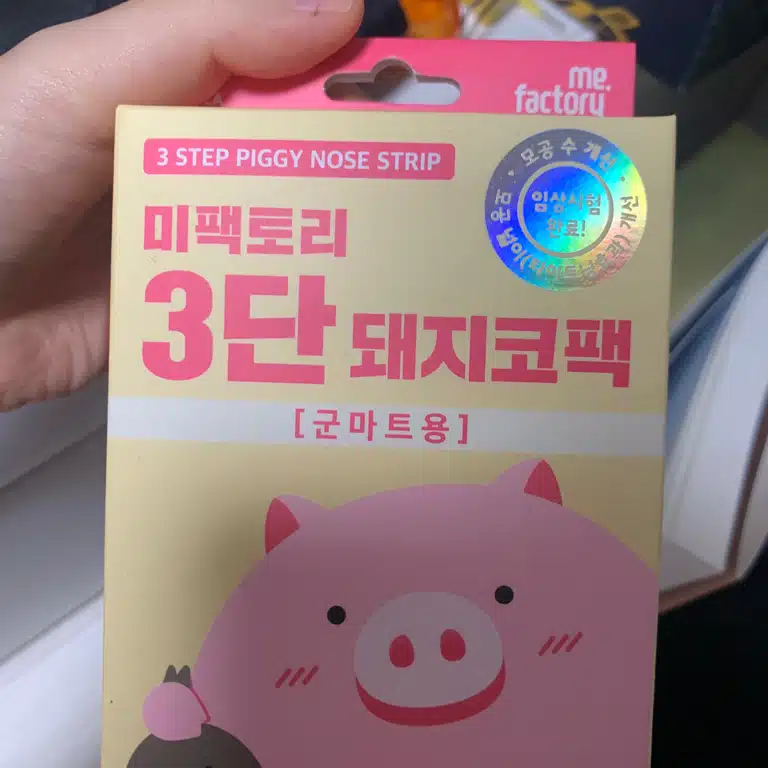 me.
factory
3 STEP PIGGY NOSE STRIP
모공 수 개선
임상시험
완료!
개선
미팩토리
3단 돼지코팩
[군마트용]